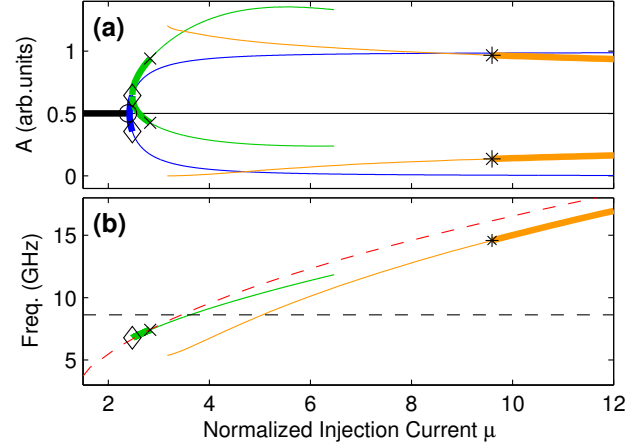 (a)
A (arb.units)
1
0.5
0
(b)
Freq. (GHz)
15
10
5
2 4 6 8 10 12
Normalized Injection Current μ